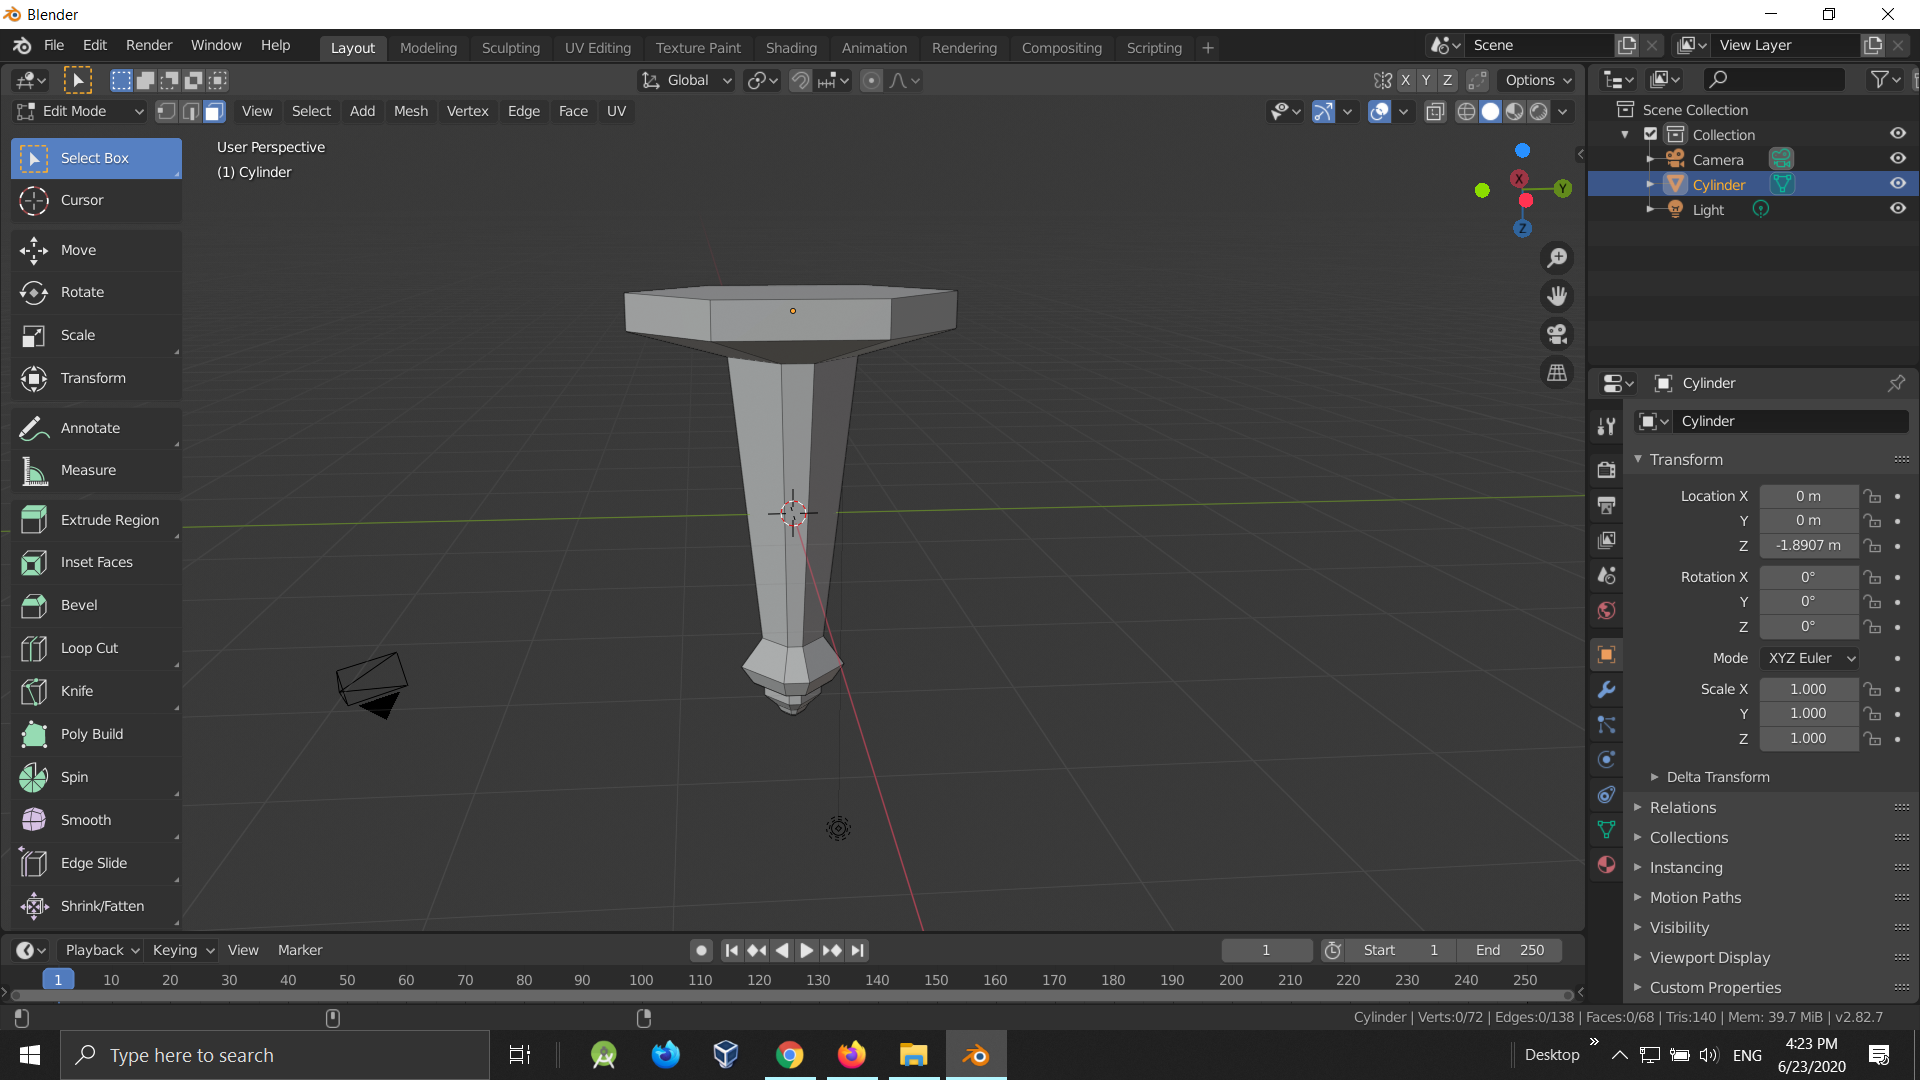 Blender
File Edit Render Window Help Layout Modeling Sculpting UV Editing Texture Paint Shading Animation Rendering Compositing Scripting + Scene View Layer
Global X Y Z Options
Edit Mode View Select Add Mesh Vertex Edge Face UV
User Perspective
(1) Cylinder
X Y Z
Select Box
Cursor
Move
Rotate
Scale
Transform
Annotate
Measure
Extrude Region
Inset Faces
Bevel
Loop Cut
Knife
Poly Build
Spin
Smooth
Edge Slide
Shrink/Fatten
Scene Collection
Collection
Camera
Cylinder
Light
Cylinder
Cylinder
Transform
Location X 0 m
Y 0 m
Z -1.8907 m
Rotation X 0°
Y 0°
Z 0°
Mode XYZ Euler
Scale X 1.000
Y 1.000
Z 1.000
Delta Transform
Relations
Collections
Instancing
Motion Paths
Visibility
Viewport Display
Custom Properties
Playback Keying View Marker 1 Start 1 End 250
1 10 20 30 40 50 60 70 80 90 100 110 120 130 140 150 160 170 180 190 200 210 220 230 240 250
Cylinder | Verts:0/72 | Edges:0/138 | Faces:0/68 | Tris:140 | Mem: 39.7 MiB | v2.82.7
Type here to search
Desktop » ENG
4:23 PM
6/23/2020